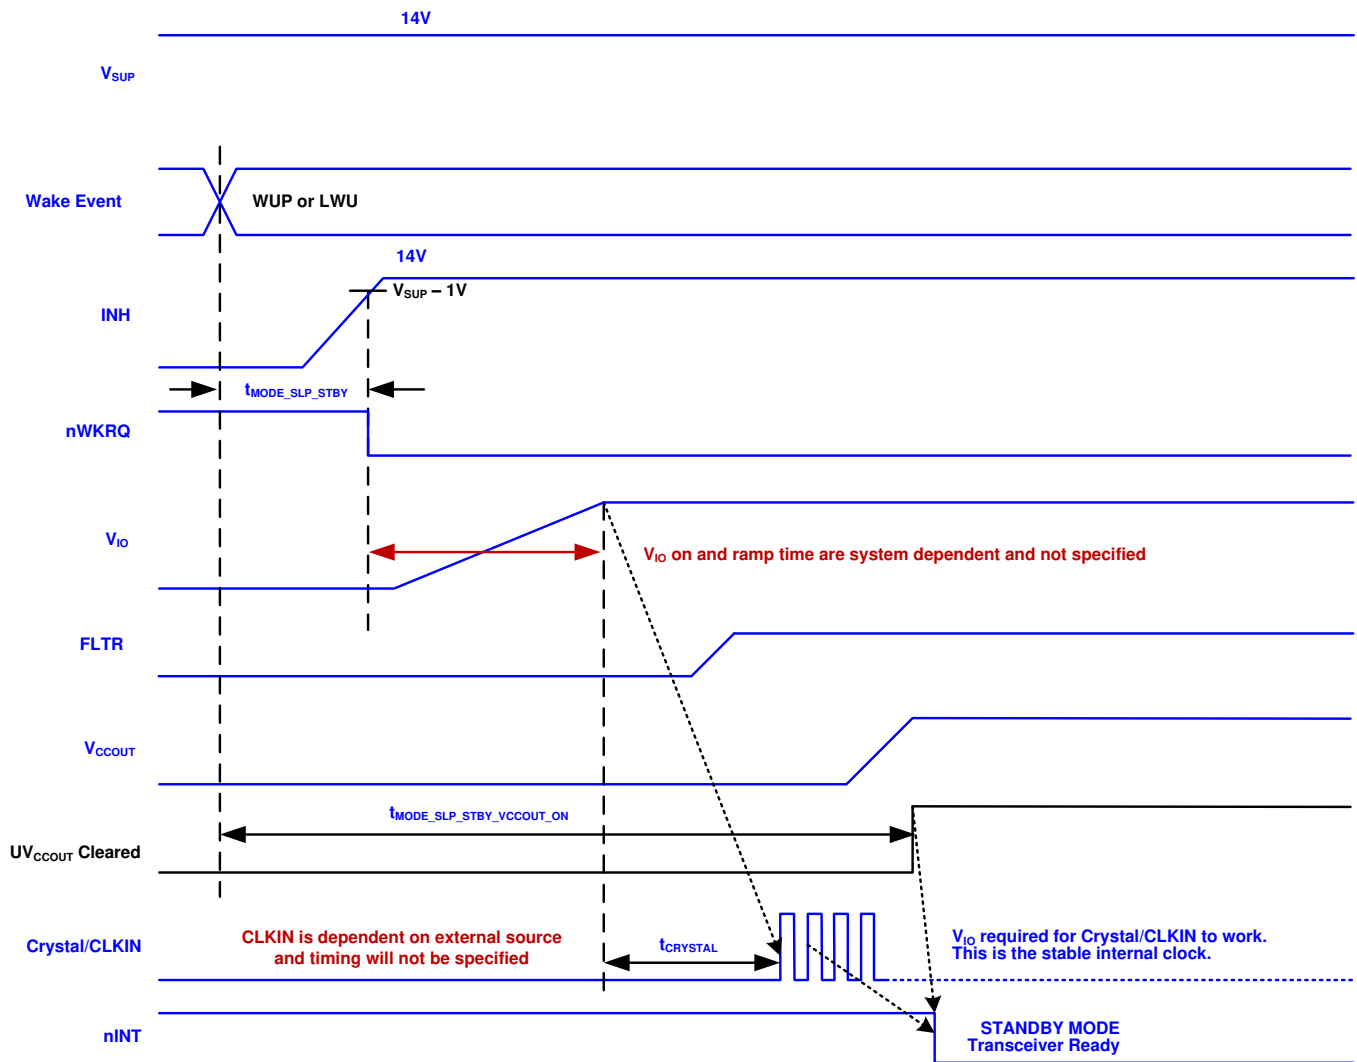 14V
VSUP
Wake Event
WUP or LWU
14V
VSUP – 1V
INH
tMODE_SLP_STBY
nWKRQ
VIO
VIO on and ramp time are system dependent and not specified
FLTR
VCCOUT
tMODE_SLP_STBY_VCCOUT_ON
UVCCOUT Cleared
Crystal/CLKIN
CLKIN is dependent on external source
and timing will not be specified
tCRYSTAL
VIO required for Crystal/CLKIN to work.
This is the stable internal clock.
nINT
STANDBY MODE
Transceiver Ready